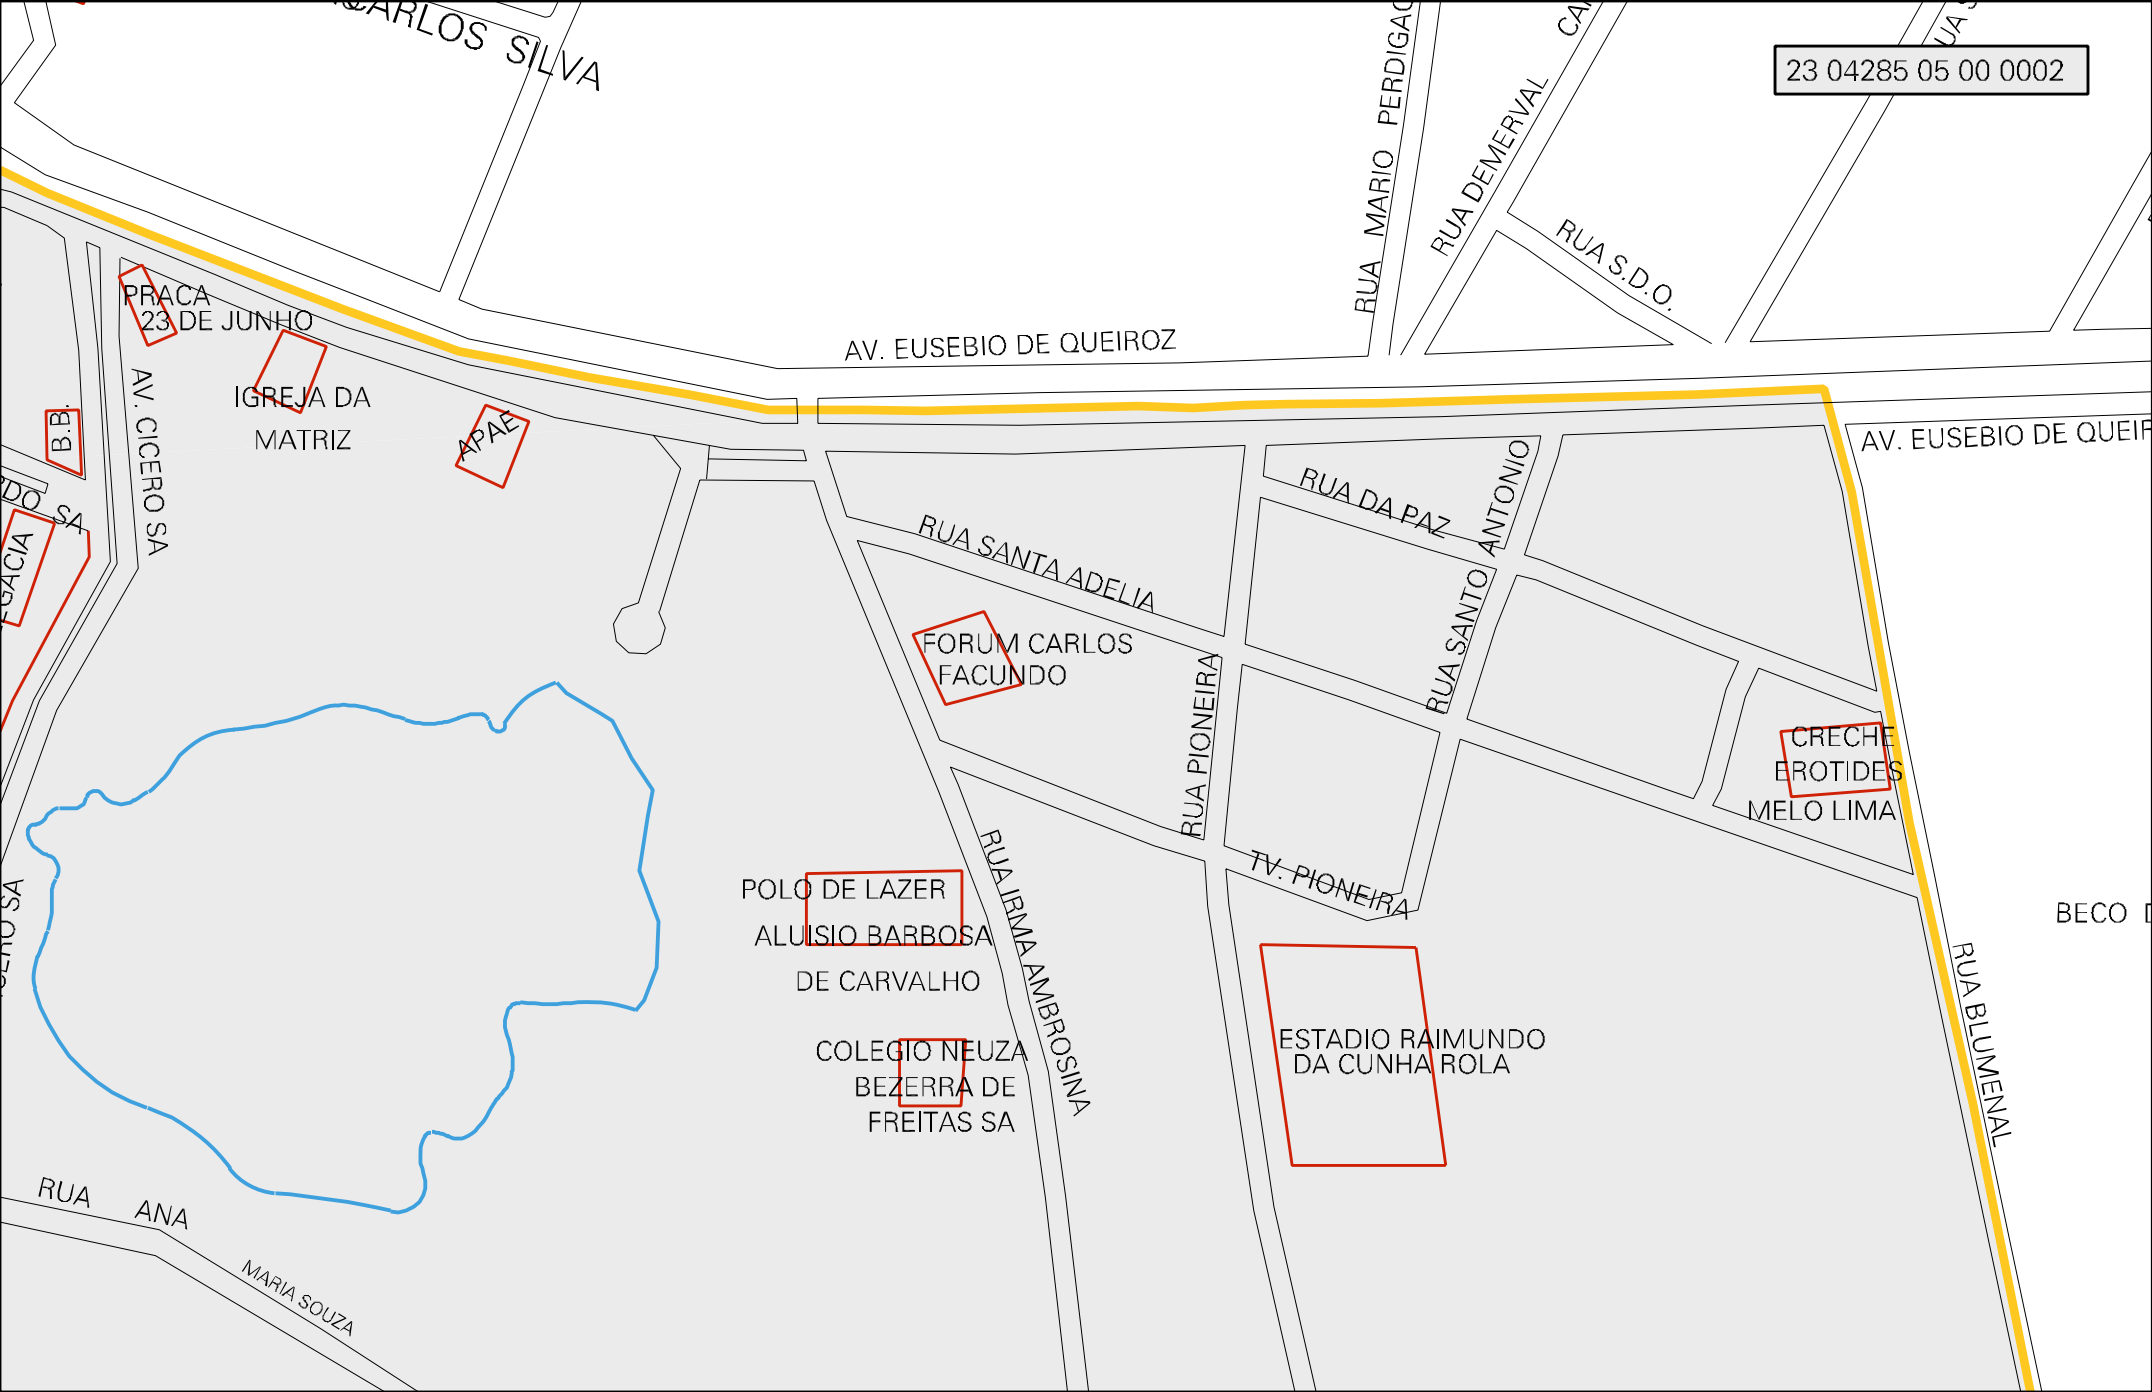 CARLOS SILVA
23 04285 05 00 0002
RUA MARIO
RUA DEMERVAL
RUA S.D.O.
AV. EUSEBIO DE QUEIROZ
PRACA
23 DE JUNHO
IGREJA DA
MATRIZ
APAE
B.B.
AV. CICERO SA
SA
AV. EUSEBIO DE
RUA DA PAZ
RUA SANTO ANTONIO
RUA SANTA ADELIA
FORUM CARLOS
FACUNDO
RUA PIONEIRA
CRECHE
EROTIDES
MELO LIMA
TV. PIONEIRA
POLO DE LAZER
ALUISIO BARBOSA
DE CARVALHO
RUA IRMA AMBROSINA
BECO
RUA BLUMENAL
COLEGIO NEUZA
BEZERRA DE
FREITAS SA
ESTADIO RAIMUNDO
DA CUNHA ROLA
RUA ANA
MARIA SOUZA